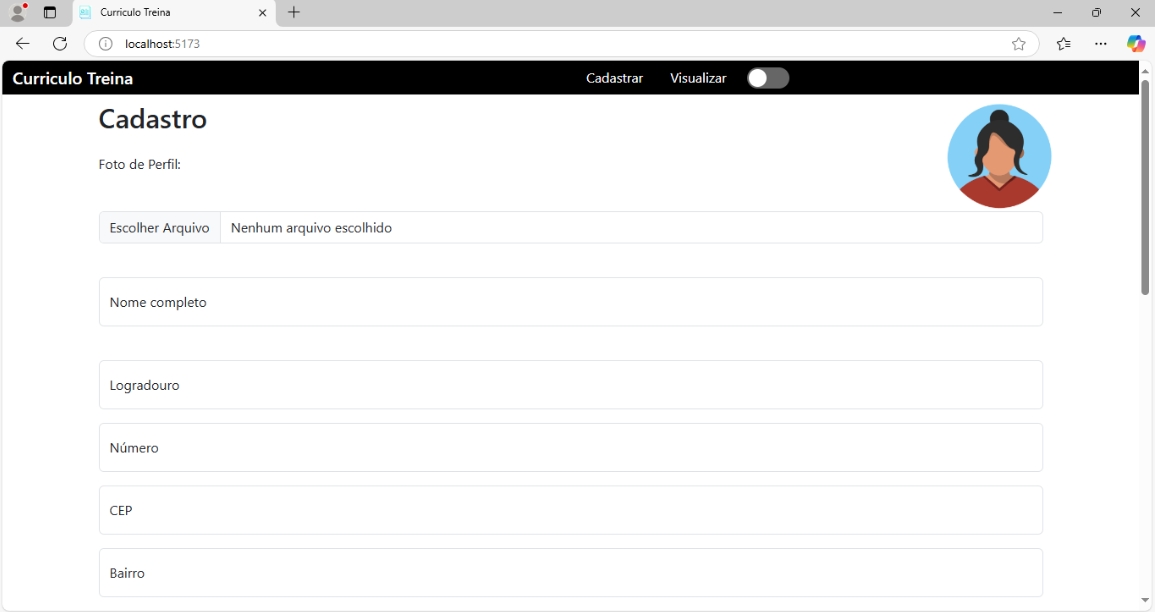 Curriculo Treina
localhost:5173
Curriculo Treina Cadastrar Visualizar
Cadastro
Foto de Perfil:
Escolher Arquivo Nenhum arquivo escolhido
Nome completo
Logradouro
Número
CEP
Bairro